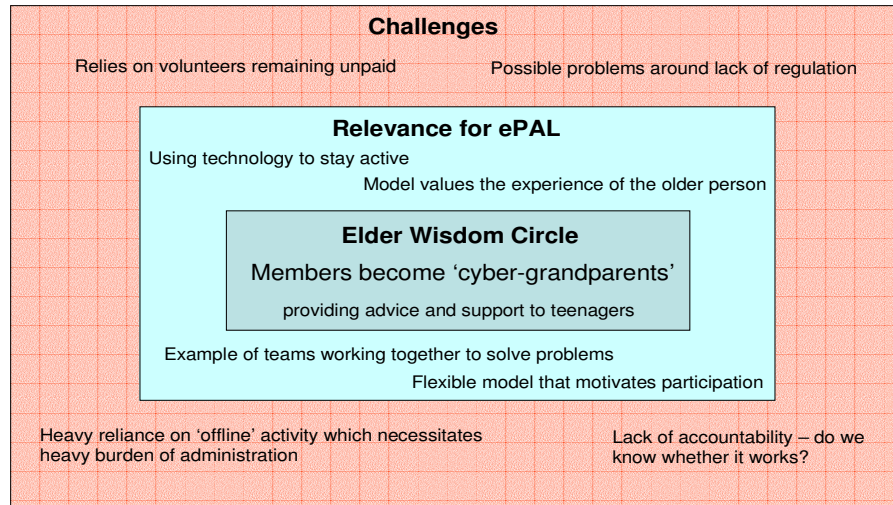 Challenges
Relies on volunteers remaining unpaid
Possible problems around lack of regulation
Relevance for ePAL
Using technology to stay active
Model values the experience of the older person
Elder Wisdom Circle
Members become ‘cyber-grandparents’
providing advice and support to teenagers
Example of teams working together to solve problems
Flexible model that motivates participation
Heavy reliance on ‘offline’ activity which necessitates
heavy burden of administration
Lack of accountability – do we
know whether it works?